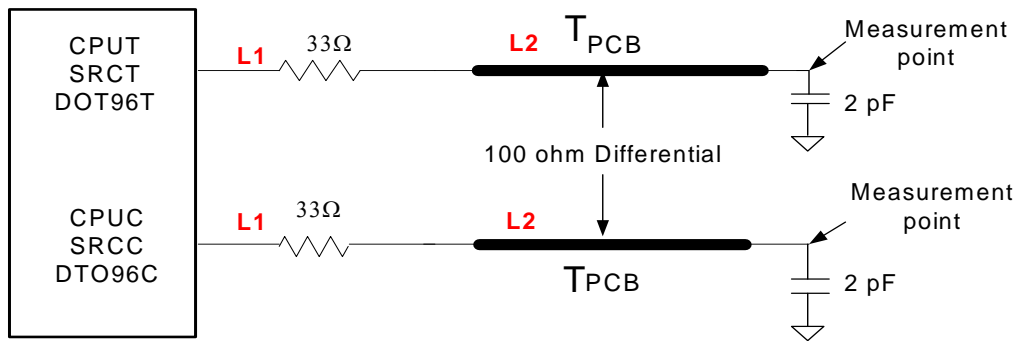 CPUT
SRCT
DOT96T
L1
33Ω
L2
TPCB
Measurement
point
2 pF
100 ohm Differential
CPUC
SRCC
DTO96C
L1
33Ω
L2
TPCB
Measurement
point
2 pF